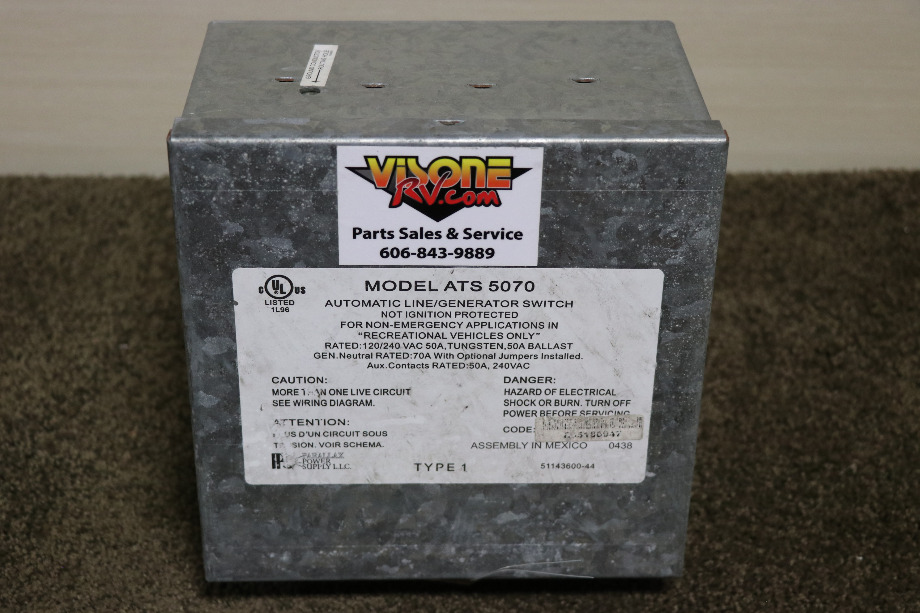 VISONE
RV.com
Parts Sales & Service
606-843-9889
C UL US
LISTED
1L96
MODEL ATS 5070
AUTOMATIC LINE/GENERATOR SWITCH
NOT IGNITION PROTECTED
FOR NON-EMERGENCY APPLICATIONS IN
"RECREATIONAL VEHICLES ONLY"
RATED:120/240 VAC 50A,TUNGSTEN,50A BALLAST
GEN.Neutral RATED:70A With Optional Jumpers Installed.
Aux.Contacts RATED:50A, 240VAC
CAUTION:
MORE ONE LIVE CIRCUIT
SEE WIRING DIAGRAM.
ATTENTION:
D'UN CIRCUIT SOUS
VOIR SCHEMA.
PARALLAX
POWER
SUPPLY L.L.C.
DANGER:
HAZARD OF ELECTRICAL
SHOCK OR BURN. TURN OFF
POWER BEFORE SERVICING
CODE:
ASSEMBLY IN MEXICO 0438
TYPE 1
51143600-44